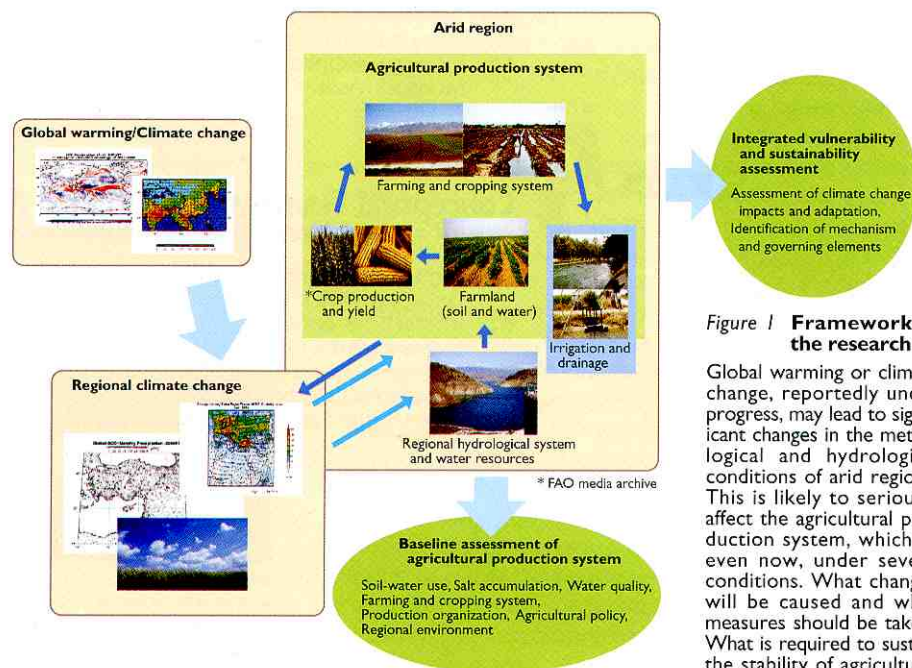 Arid region
Agricultural production system
Farming and cropping system
*Crop production
and yield
Farmland
(soil and water)
Irrigation and
drainage
Regional hydrological system
and water resources
* FAO media archive
Global warming/Climate change
Regional climate change
Integrated vulnerability
and sustainability
assessment
Assessment of climate change
impacts and adaptation,
Identification of mechanism
and governing elements
Baseline assessment of
agricultural production system
Soil-water use, Salt accumulation, Water quality,
Farming and cropping system,
Production organization, Agricultural policy,
Regional environment
Figure 1 Framework
the research
Global warming or clim
change, reportedly und
progress, may lead to sig
icant changes in the met
logical and hydrologi
conditions of arid regio
This is likely to seriou
affect the agricultural p
duction system, which
even now, under seve
conditions. What chang
will be caused and w
measures should be take
What is required to sust
the stability of agricultu